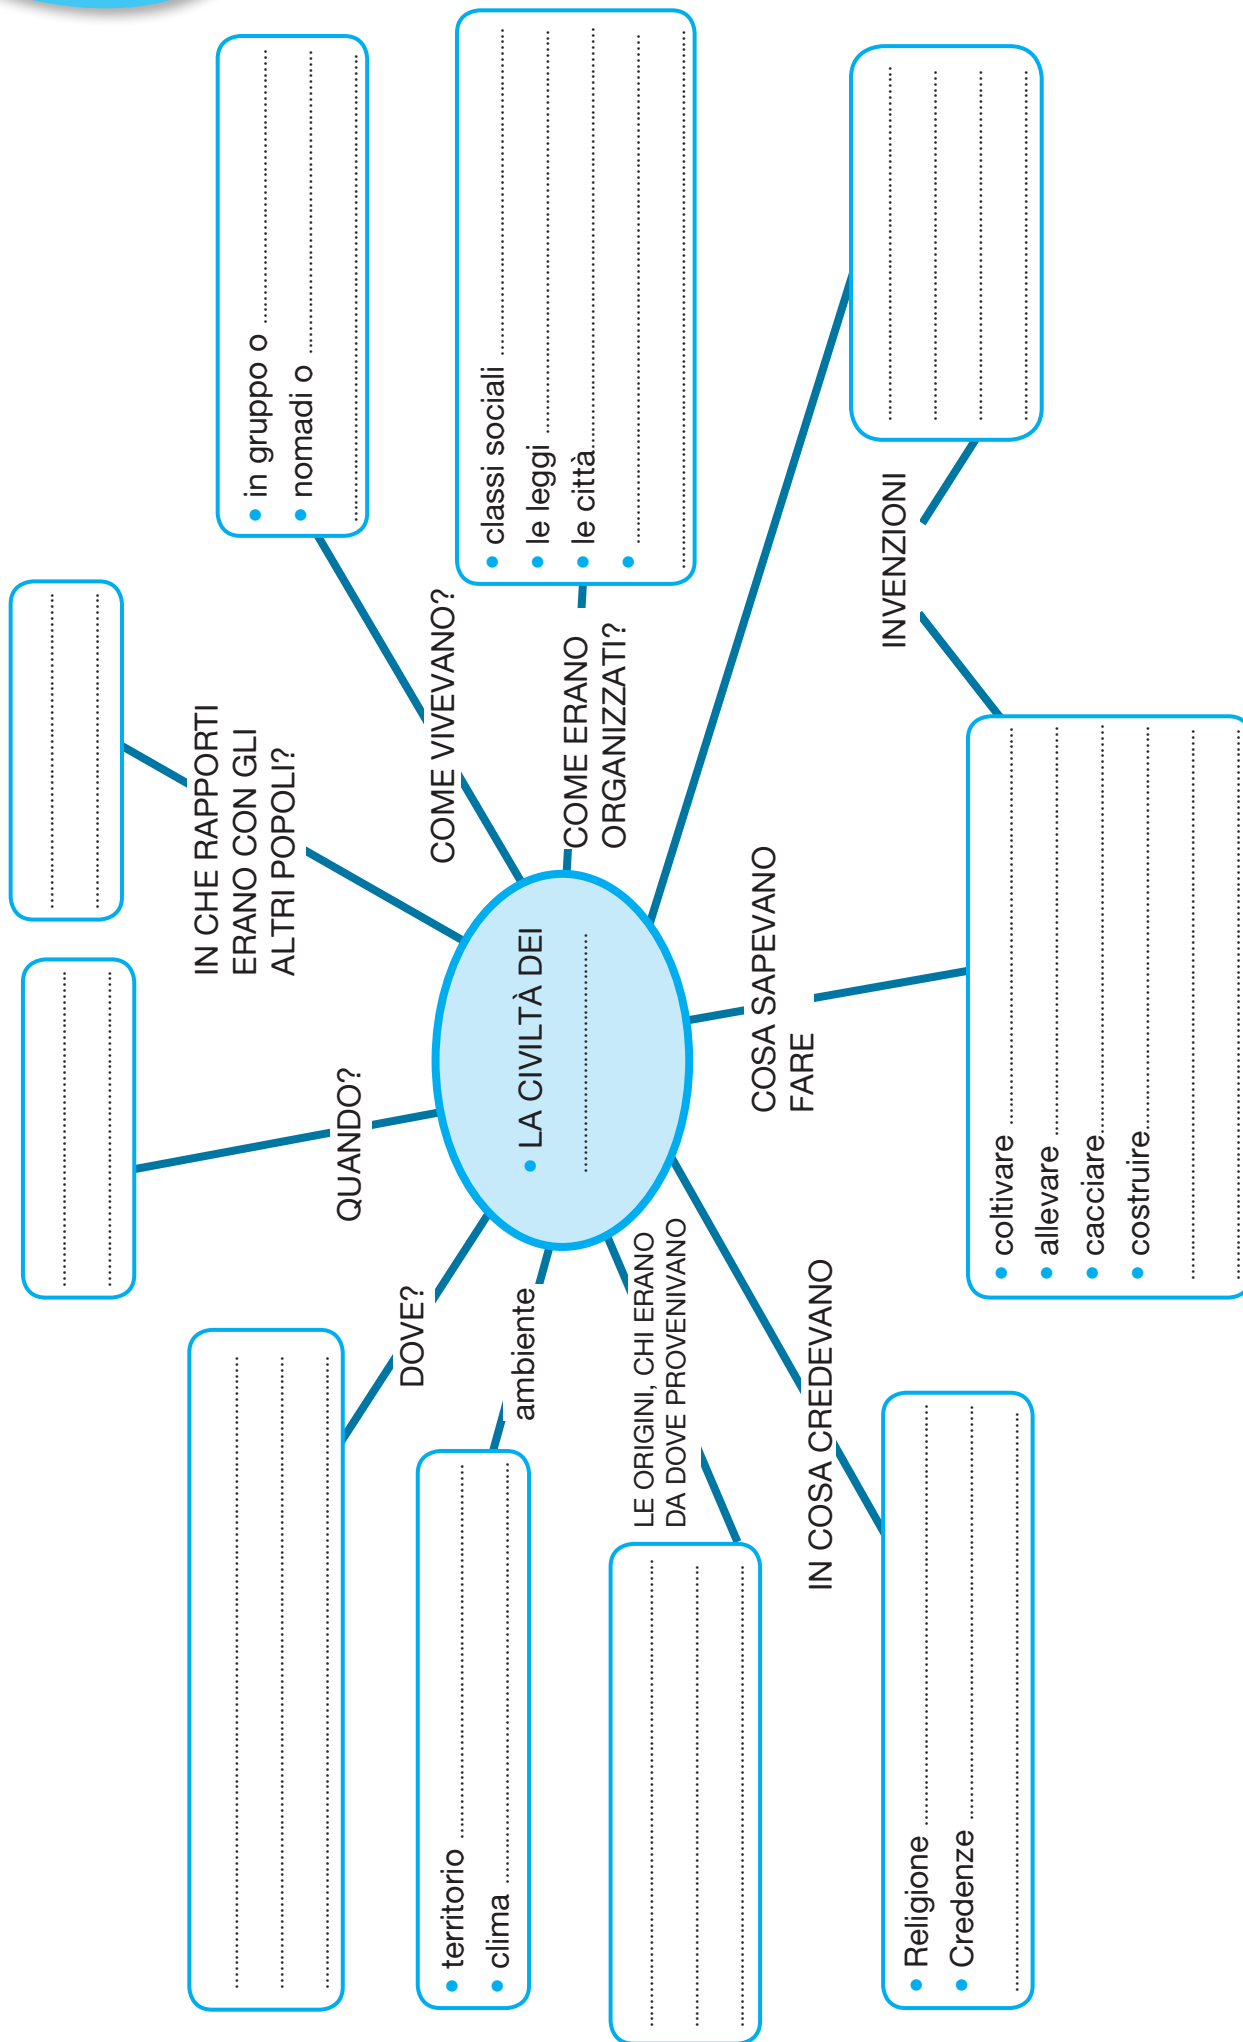 LA CIVILTÀ DEI
DOVE?
QUANDO?
IN CHE RAPPORTI
ERANO CON GLI
ALTRI POPOLI?
COME VIVEVANO?
in gruppo o
nomadi o
COME ERANO
ORGANIZZATI?
classi sociali
le leggi
le città
INVENZIONI
COSA SAPEVANO
FARE
coltivare
allevare
cacciare
costruire
IN COSA CREDEVANO
Religione
Credenze
LE ORIGINI, CHI ERANO
DA DOVE PROVENIVANO
ambiente
territorio
clima